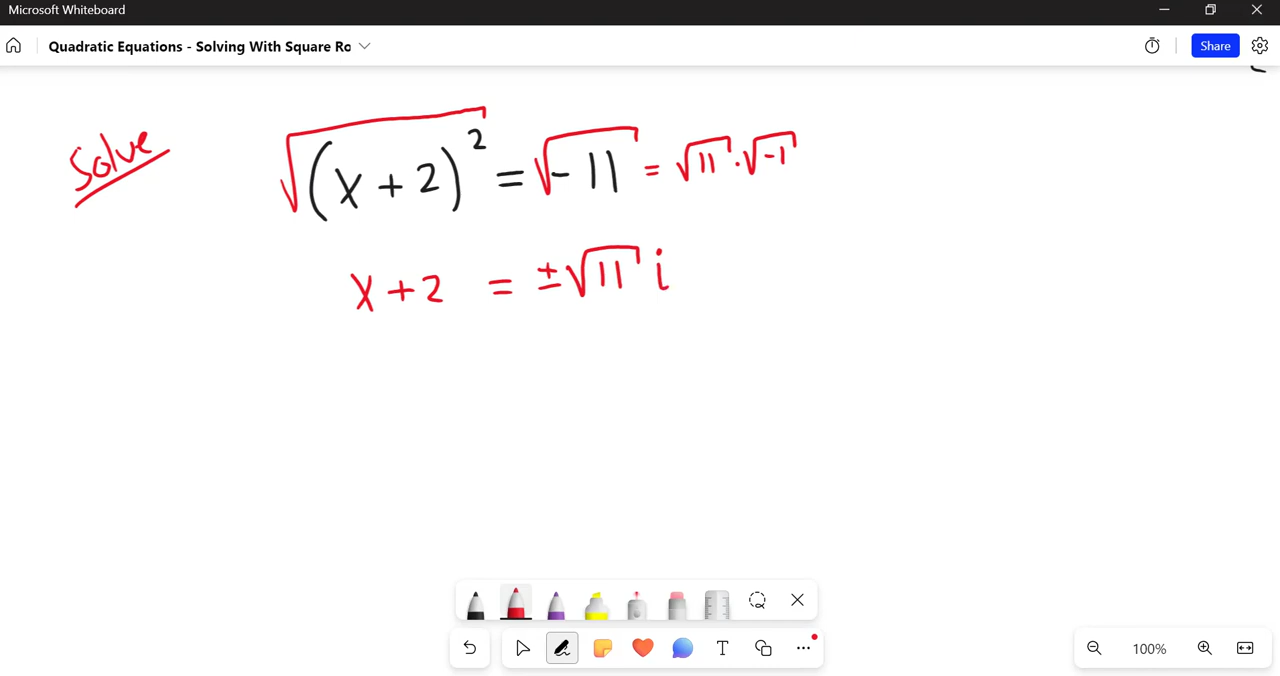 Microsoft Whiteboard
Quadratic Equations - Solving With Square Ro
Share
Solve
√(x + 2)² = √-11 = √11 · √-1
x + 2 = ±√11 i
T
100%